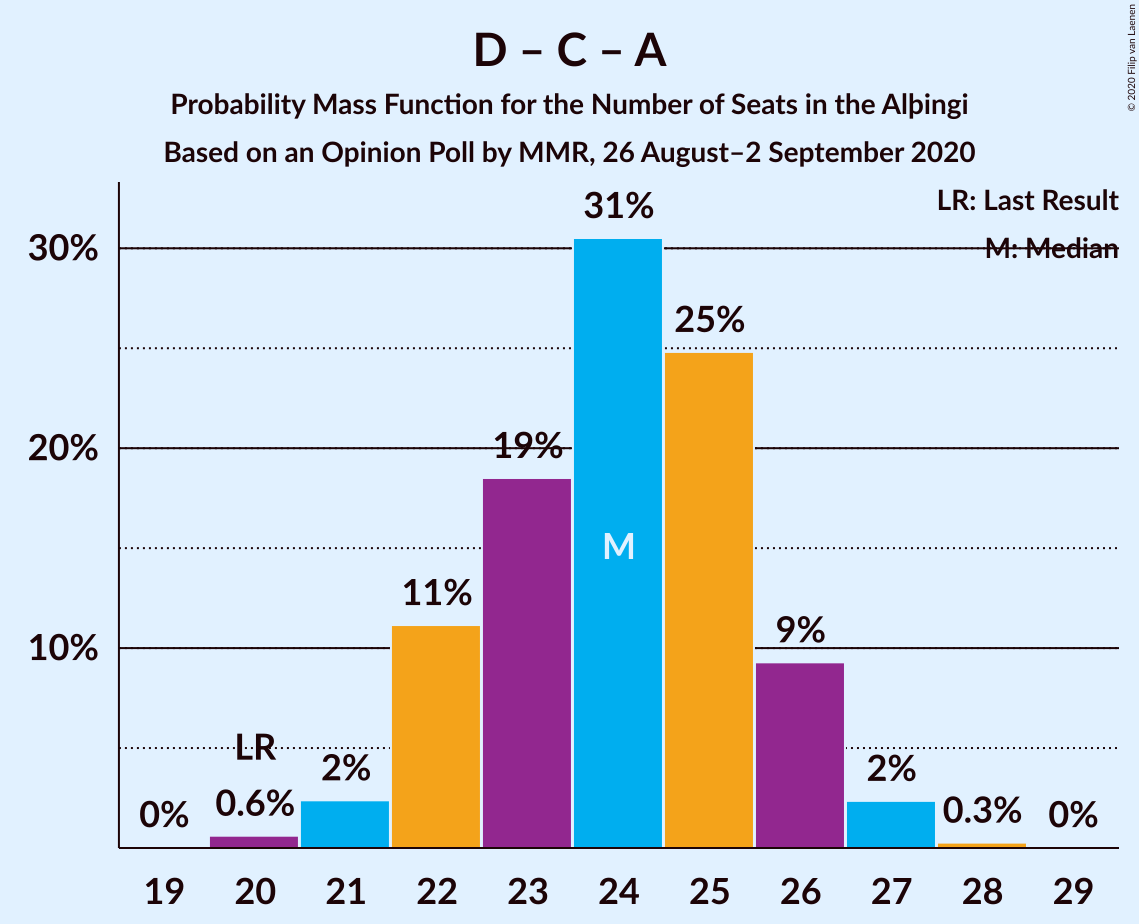 D – C – A
Probability Mass Function for the Number of Seats in the Alþingi
Based on an Opinion Poll by MMR, 26 August–2 September 2020
© 2020 Filip van Laenen
LR: Last Result
M: Median
30%
20%
10%
0%
LR
0.6%
2%
11%
19%
31%
M
25%
9%
2%
0.3%
0%
19 20 21 22 23 24 25 26 27 28 29